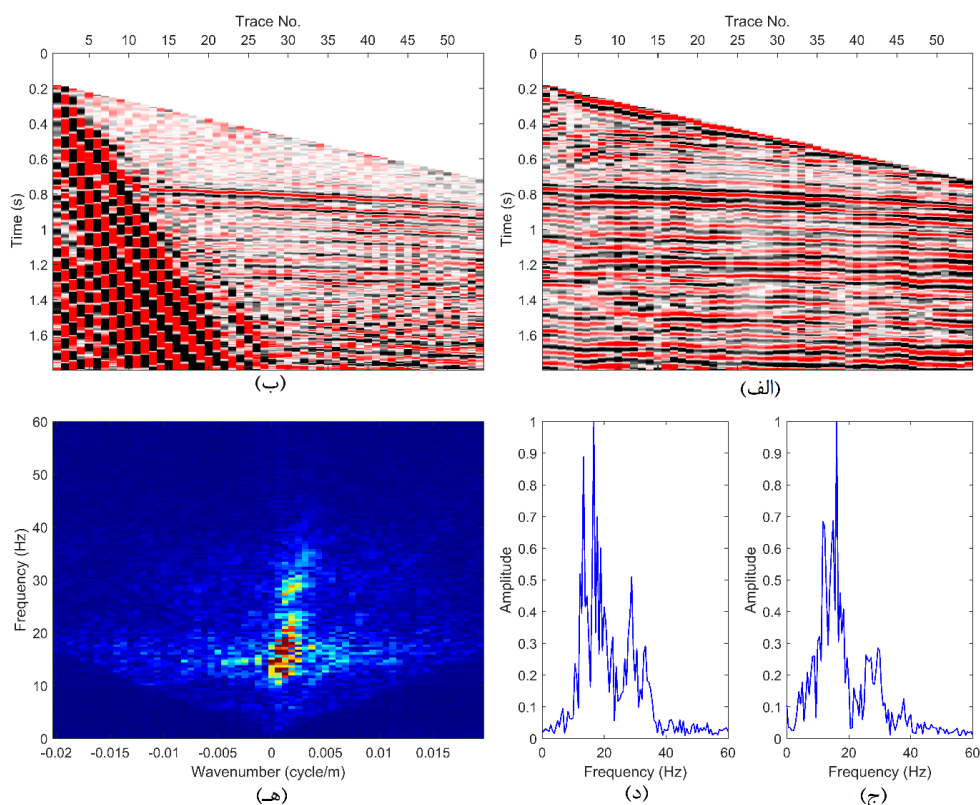 Trace No.
5 10 15 20 25 30 35 40 45 50
0
0.2
0.4
0.6
0.8
1
1.2
1.4
1.6
Time (s)
(ب)
Trace No.
5 10 15 20 25 30 35 40 45 50
0
0.2
0.4
0.6
0.8
1
1.2
1.4
1.6
Time (s)
(الف)
60
50
40
30
20
10
0
Frequency (Hz)
-0.02 -0.015 -0.01 -0.005 0 0.005 0.01 0.015
Wavenumber (cycle/m)
(هـ)
1
0.9
0.8
0.7
0.6
0.5
0.4
0.3
0.2
0.1
0
Amplitude
0 20 40 60
Frequency (Hz)
(د)
1
0.9
0.8
0.7
0.6
0.5
0.4
0.3
0.2
0.1
0
Amplitude
0 20 40 60
Frequency (Hz)
(ج)